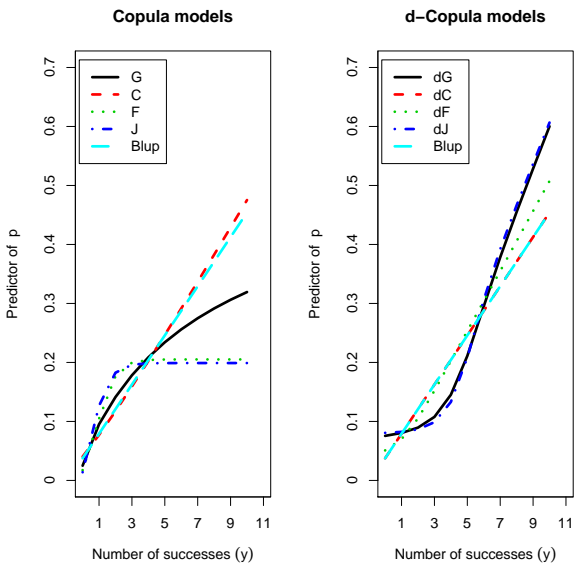 Copula models
0.7
0.6
0.5
0.4
0.3
0.2
0.1
0
Predictor of p
G
C
F
J
Blup
1 3 5 7 9 11
Number of successes (y)
d−Copula models
0.7
0.6
0.5
0.4
0.3
0.2
0.1
0
Predictor of p
dG
dC
dF
dJ
Blup
1 3 5 7 9 11
Number of successes (y)